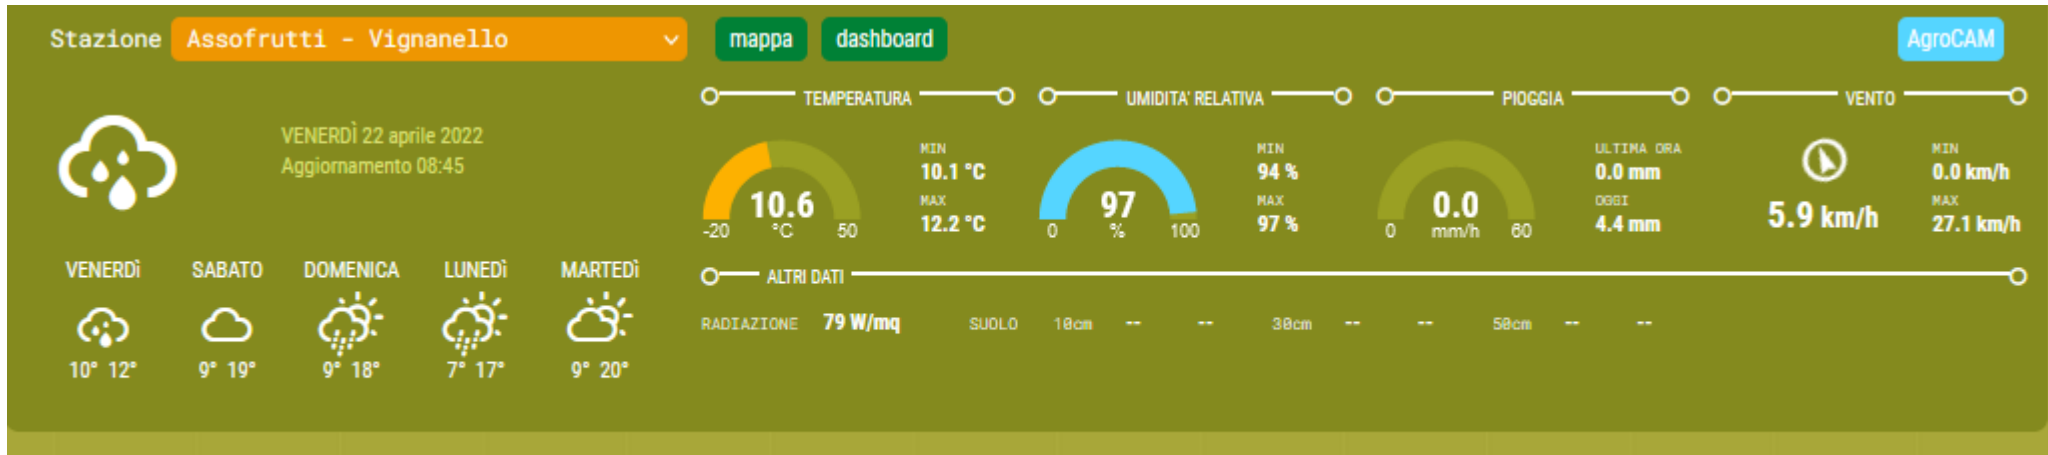 Stazione Assofrutti - Vignanello mappa dashboard AgroCAM
VENERDÌ 22 aprile 2022
Aggiornamento 08:45
VENERDÌ SABATO DOMENICA LUNEDÌ MARTEDÌ
10° 12° 9° 19° 9° 18° 7° 17° 9° 20°
TEMPERATURA
10.6
°C
-20 50
MIN
10.1 °C
MAX
12.2 °C
UMIDITA' RELATIVA
97
%
0 100
MIN
94 %
MAX
97 %
PIOGGIA
0.0
mm/h
0 60
ULTIMA ORA
0.0 mm
OGGI
4.4 mm
VENTO
5.9 km/h
MIN
0.0 km/h
MAX
27.1 km/h
ALTRI DATI
RADIAZIONE 79 W/mq SUOLO 10cm -- -- 30cm -- -- 50cm -- --